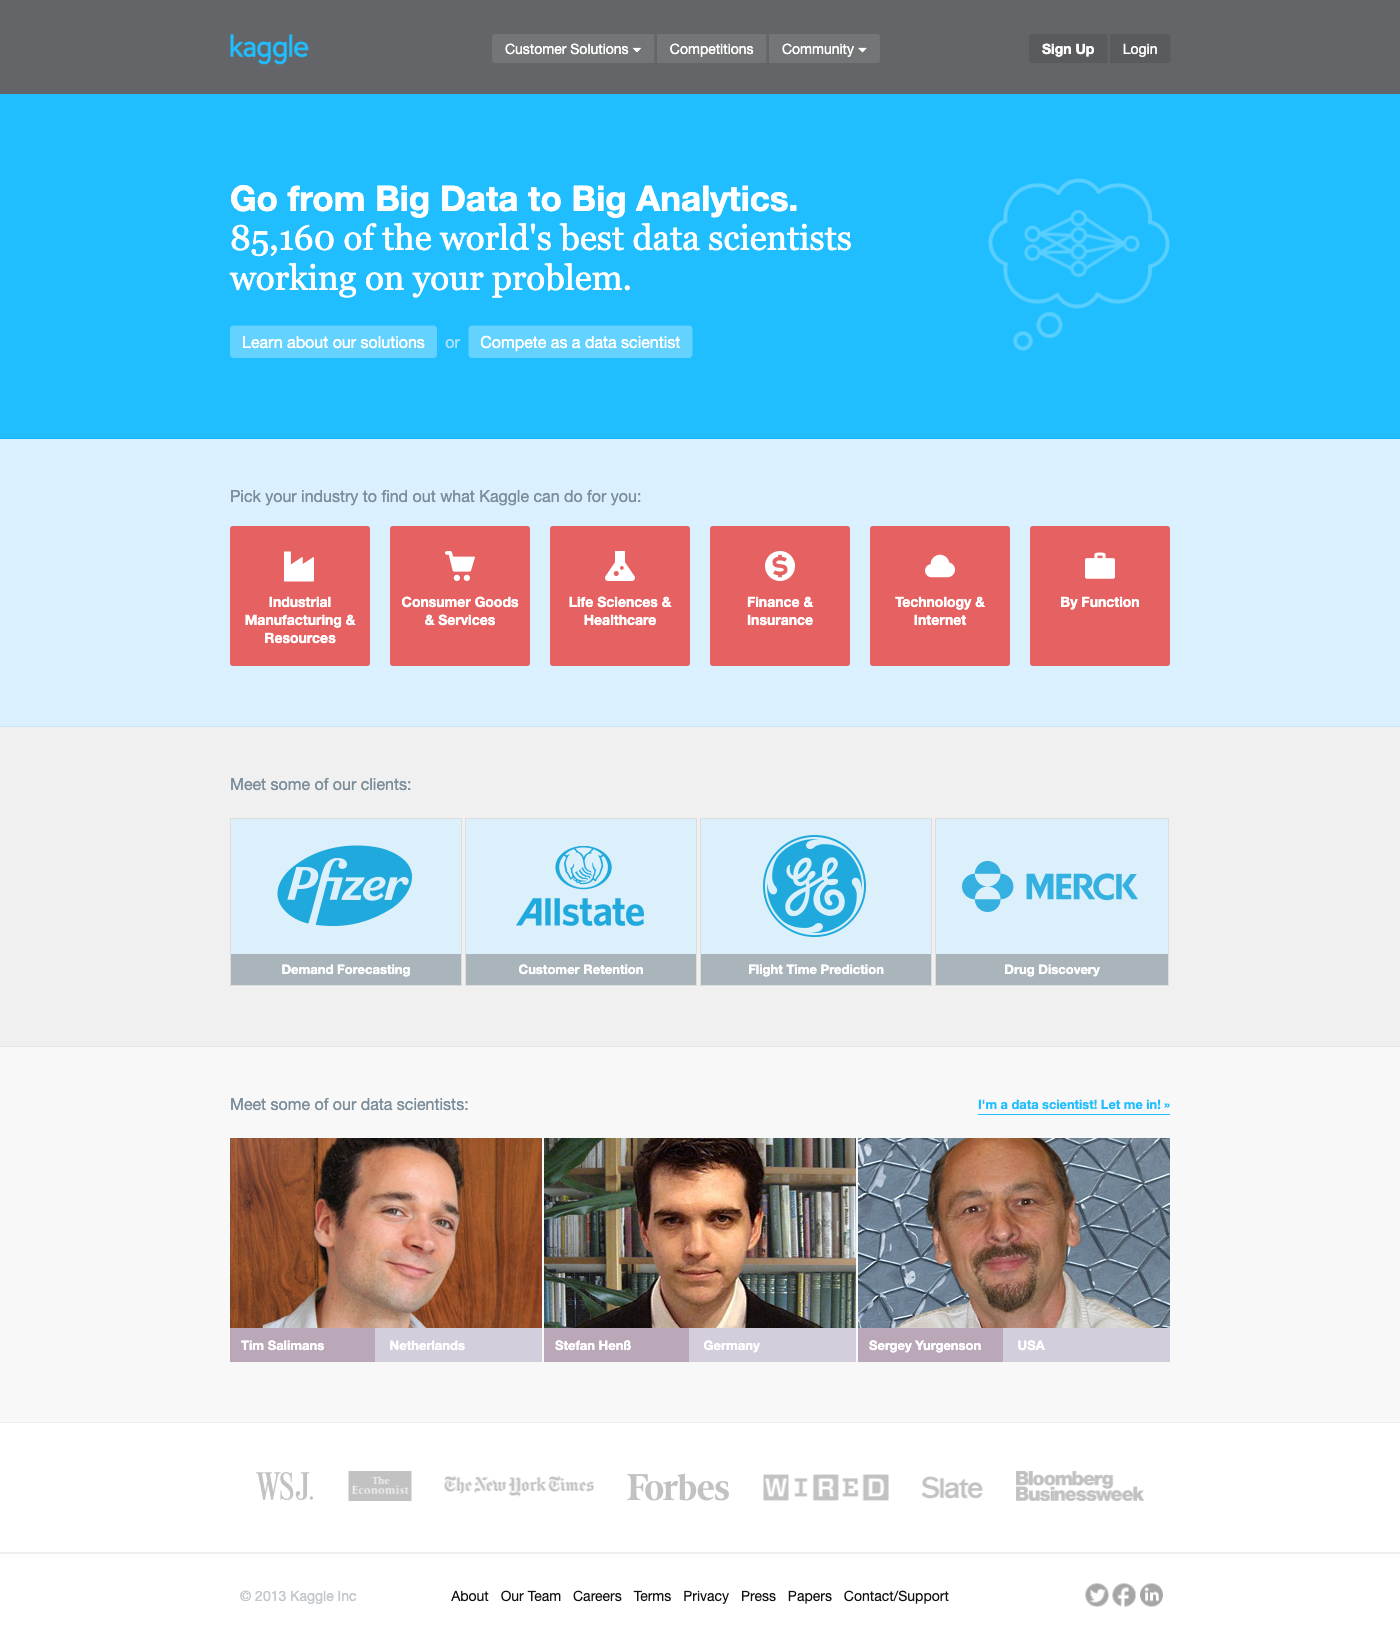 kaggle
Customer Solutions
Competitions
Community
Sign Up
Login
Go from Big Data to Big Analytics.
85,160 of the world's best data scientists
working on your problem.
Learn about our solutions or Compete as a data scientist
Pick your industry to find out what Kaggle can do for you:
Industrial
Manufacturing &
Resources
Consumer Goods
& Services
Life Sciences &
Healthcare
Finance &
Insurance
Technology &
Internet
By Function
Meet some of our clients:
Pfizer
Demand Forecasting
Allstate
Customer Retention
GE
Flight Time Prediction
MERCK
Drug Discovery
Meet some of our data scientists:
I'm a data scientist! Let me in! »
Tim Salimans
Netherlands
Stefan Henß
Germany
Sergey Yurgenson
USA
WSJ.
The
Economist
The New York Times
Forbes
WIRED
Slate
Bloomberg
Businessweek
© 2013 Kaggle Inc
About Our Team Careers Terms Privacy Press Papers Contact/Support
in